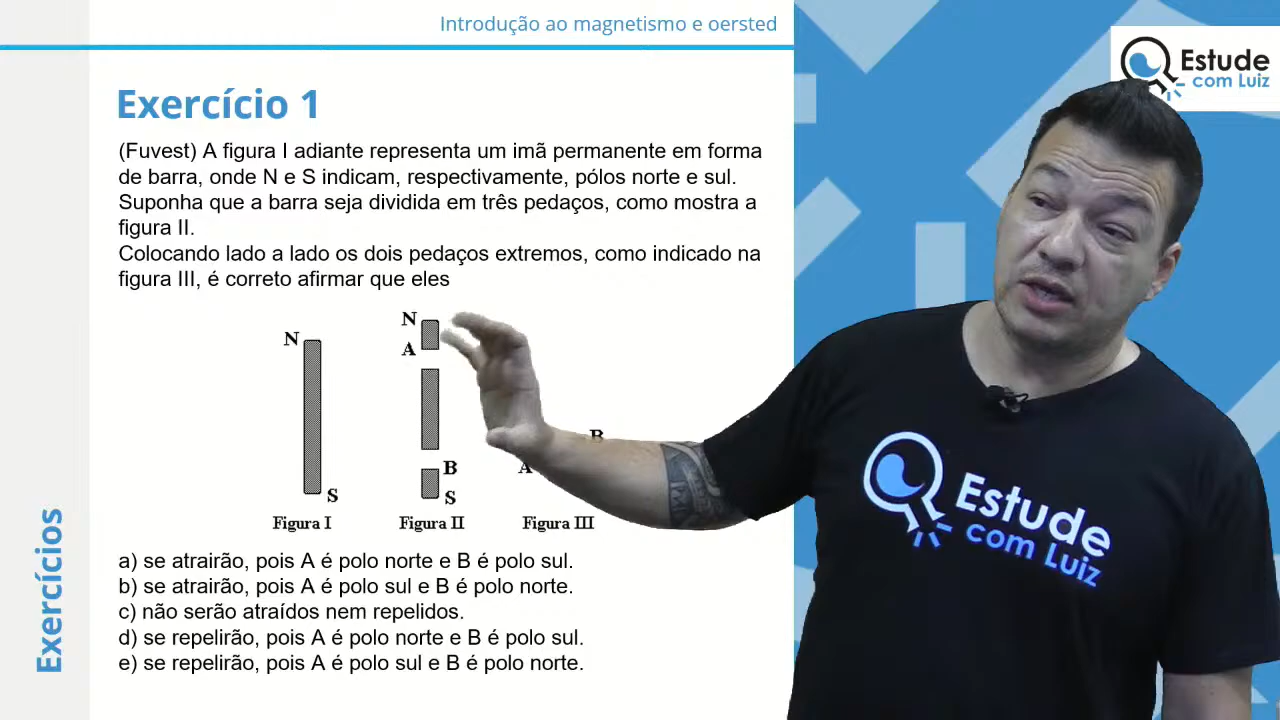 Introdução ao magnetismo e oersted
Estude
com Luiz
Exercício 1
(Fuvest) A figura I adiante representa um imã permanente em forma
de barra, onde N e S indicam, respectivamente, pólos norte e sul.
Suponha que a barra seja dividida em três pedaços, como mostra a
figura II.
Colocando lado a lado os dois pedaços extremos, como indicado na
figura III, é correto afirmar que eles
N
S
Figura I
N
A
B
S
Figura II
B
A
Figura III
a) se atrairão, pois A é polo norte e B é polo sul.
b) se atrairão, pois A é polo sul e B é polo norte.
c) não serão atraídos nem repelidos.
d) se repelirão, pois A é polo norte e B é polo sul.
e) se repelirão, pois A é polo sul e B é polo norte.
Exercícios
Estude
com Luiz